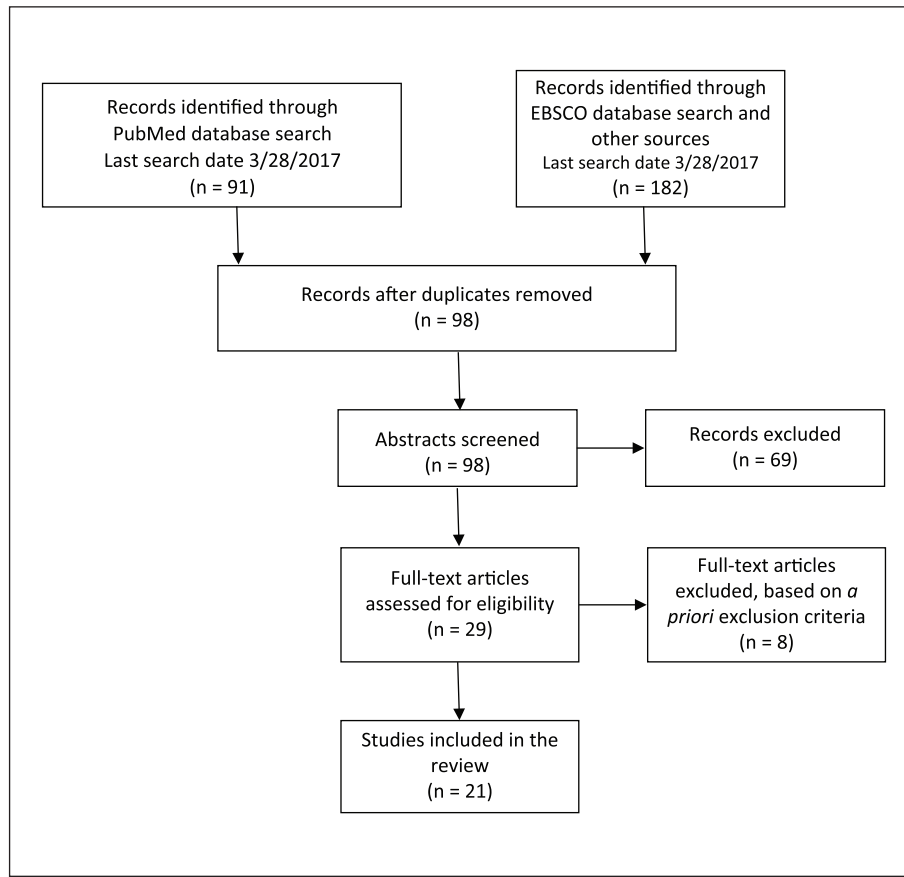 Records identified through
PubMed database search
Last search date 3/28/2017
(n = 91)
Records identified through
EBSCO database search and
other sources
Last search date 3/28/2017
(n = 182)
Records after duplicates removed
(n = 98)
Abstracts screened
(n = 98)
Records excluded
(n = 69)
Full-text articles
assessed for eligibility
(n = 29)
Full-text articles
excluded, based on a
priori exclusion criteria
(n = 8)
Studies included in the
review
(n = 21)